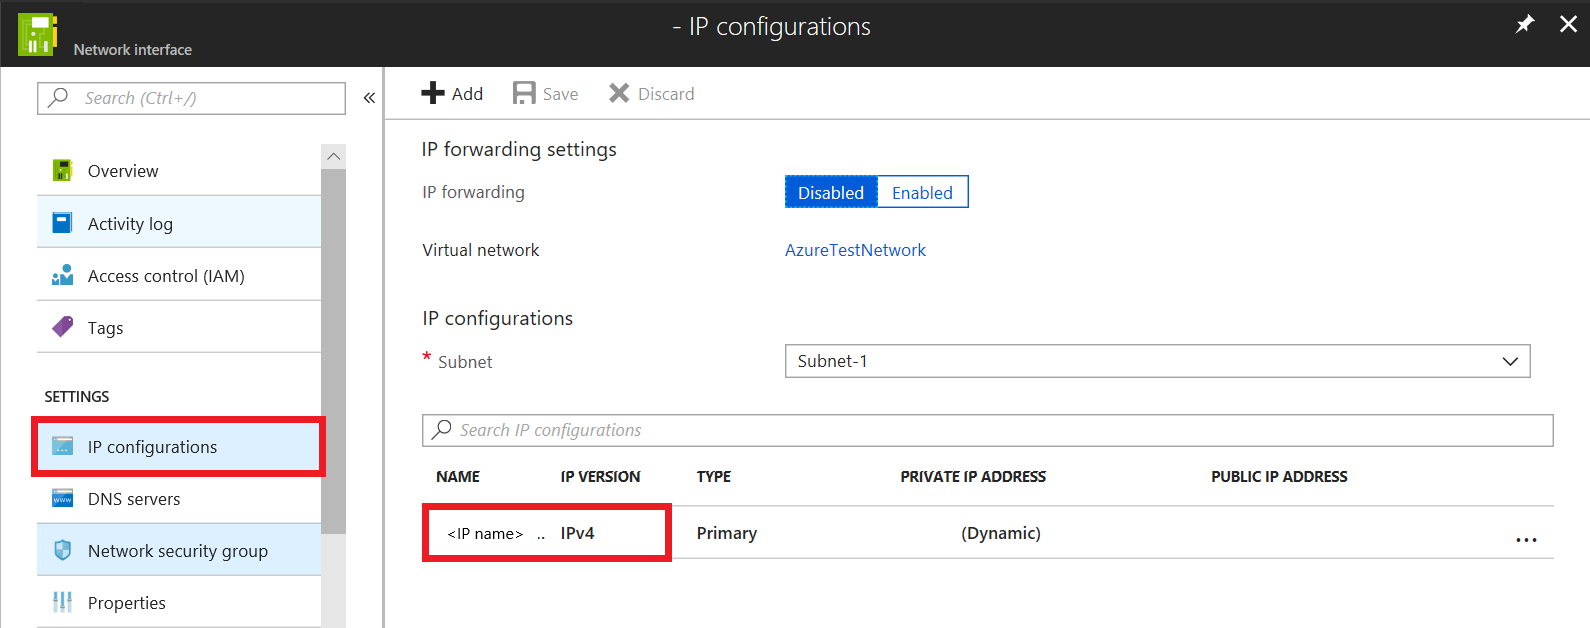 - IP configurations
Network interface
Search (Ctrl+/)
«
Overview
Activity log
Access control (IAM)
Tags
SETTINGS
IP configurations
DNS servers
Network security group
Properties
Add Save Discard
IP forwarding settings
IP forwarding Disabled Enabled
Virtual network AzureTestNetwork
IP configurations
* Subnet Subnet-1
Search IP configurations
NAME IP VERSION TYPE PRIVATE IP ADDRESS PUBLIC IP ADDRESS
<IP name> .. IPv4 Primary (Dynamic) ...